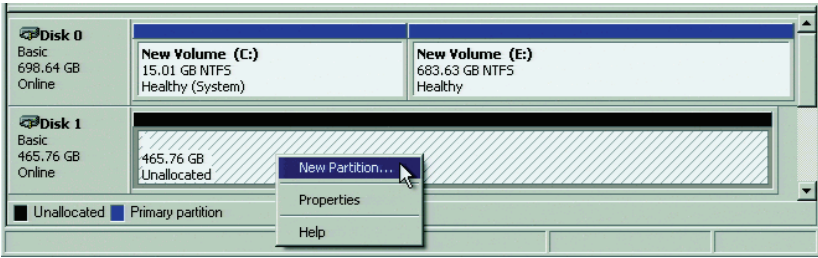 Disk 0
Basic
698.64 GB
Online
New Volume (C:)
15.01 GB NTFS
Healthy (System)
New Volume (E:)
683.63 GB NTFS
Healthy
Disk 1
Basic
465.76 GB
Online
465.76 GB
Unallocated
New Partition...
Properties
Help
Unallocated
Primary partition